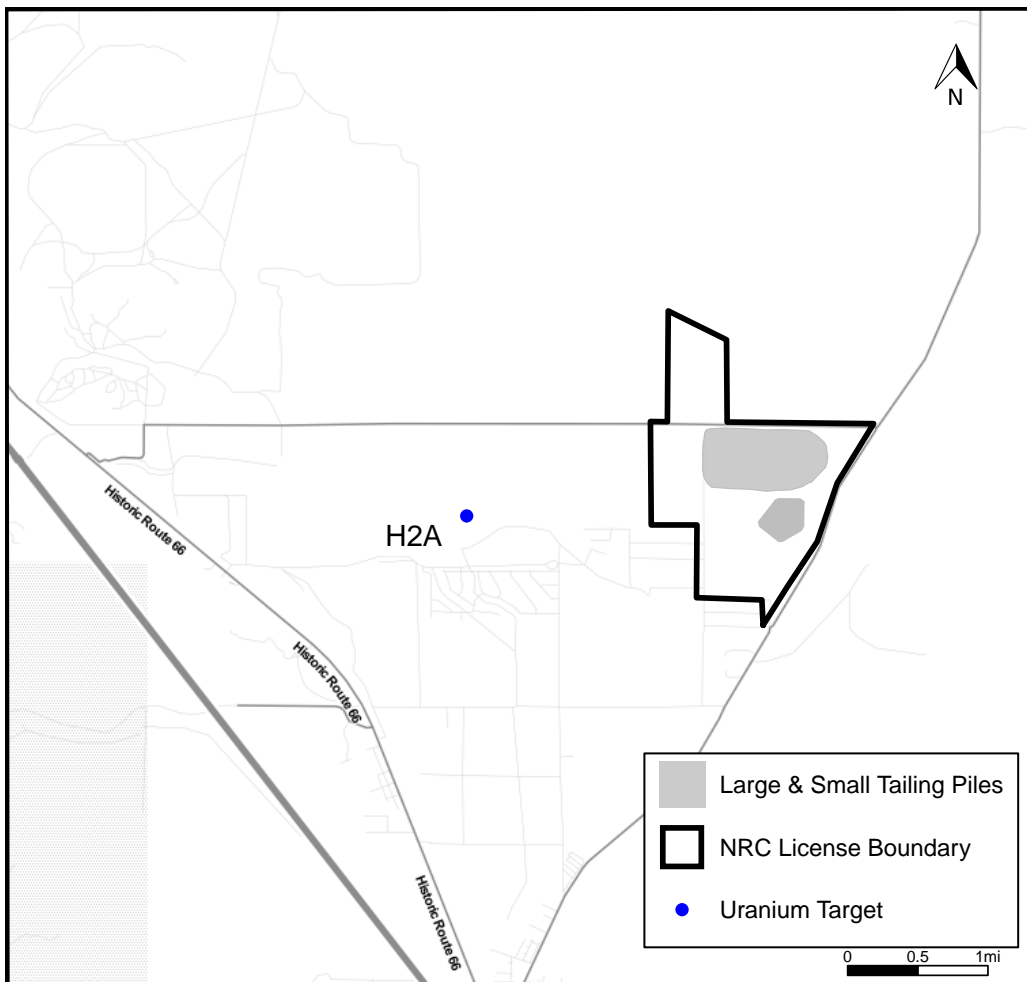 N
H2A
Historic Route 66
Historic Route 66
Historic Route 66
Large & Small Tailing Piles
NRC License Boundary
Uranium Target
0 0.5 1mi